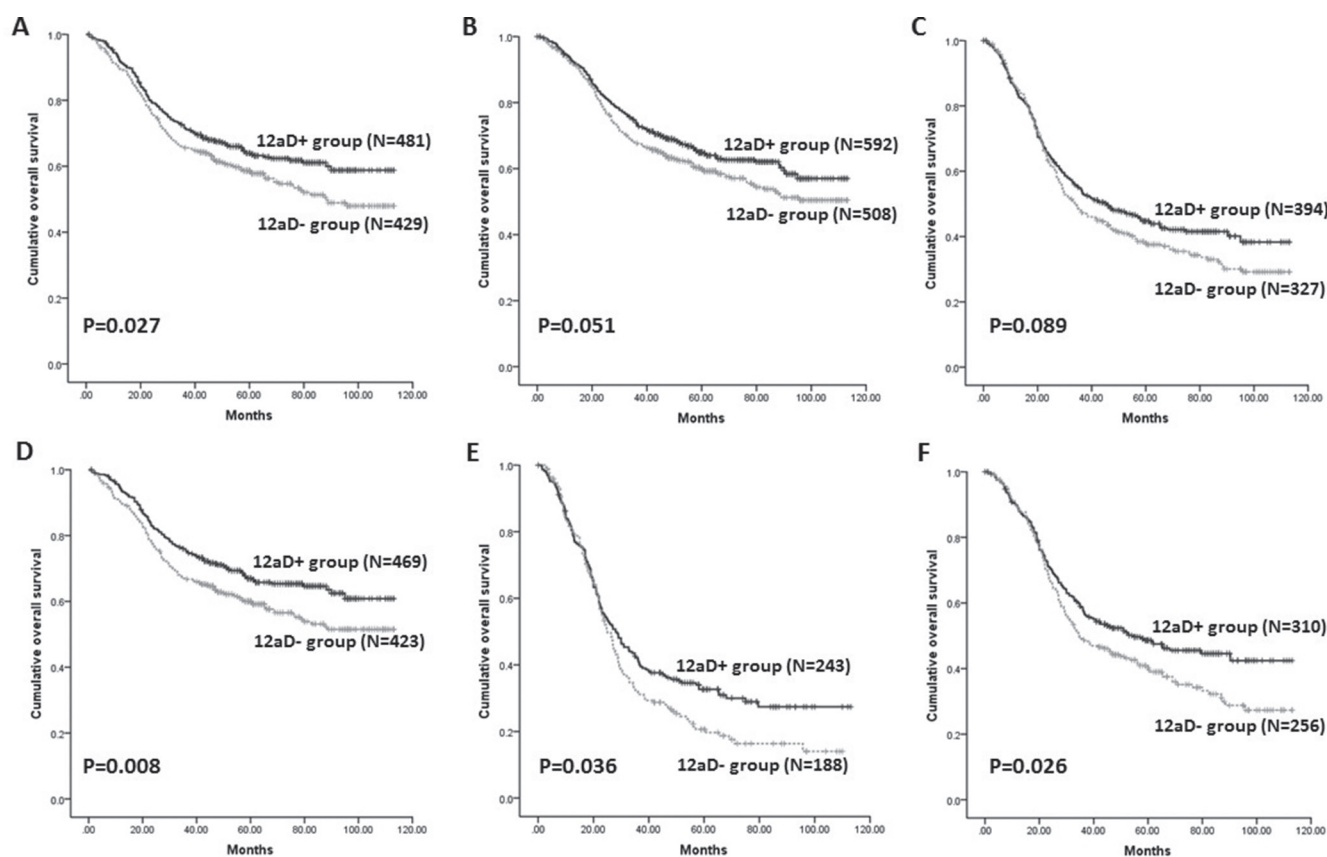 A
Cumulative overall survival
1.0
0.8
0.6
0.4
0.2
0.0
12aD+ group (N=481)
12aD- group (N=429)
P=0.027
.00 20.00 40.00 60.00 80.00 100.00 120.00
Months
B
Cumulative overall survival
1.0
0.8
0.6
0.4
0.2
0.0
12aD+ group (N=592)
12aD- group (N=508)
P=0.051
.00 20.00 40.00 60.00 80.00 100.00 120.00
Months
C
Cumulative overall survival
1.0
0.8
0.6
0.4
0.2
0.0
12aD+ group (N=394)
12aD- group (N=327)
P=0.089
.00 20.00 40.00 60.00 80.00 100.00 120.00
Months
D
Cumulative overall survival
1.0
0.8
0.6
0.4
0.2
0.0
12aD+ group (N=469)
12aD- group (N=423)
P=0.008
.00 20.00 40.00 60.00 80.00 100.00 120.00
Months
E
Cumulative overall survival
1.0
0.8
0.6
0.4
0.2
0.0
12aD+ group (N=243)
12aD- group (N=188)
P=0.036
.00 20.00 40.00 60.00 80.00 100.00 120.00
Months
F
Cumulative overall survival
1.0
0.8
0.6
0.4
0.2
0.0
12aD+ group (N=310)
12aD- group (N=256)
P=0.026
.00 20.00 40.00 60.00 80.00 100.00 120.00
Months